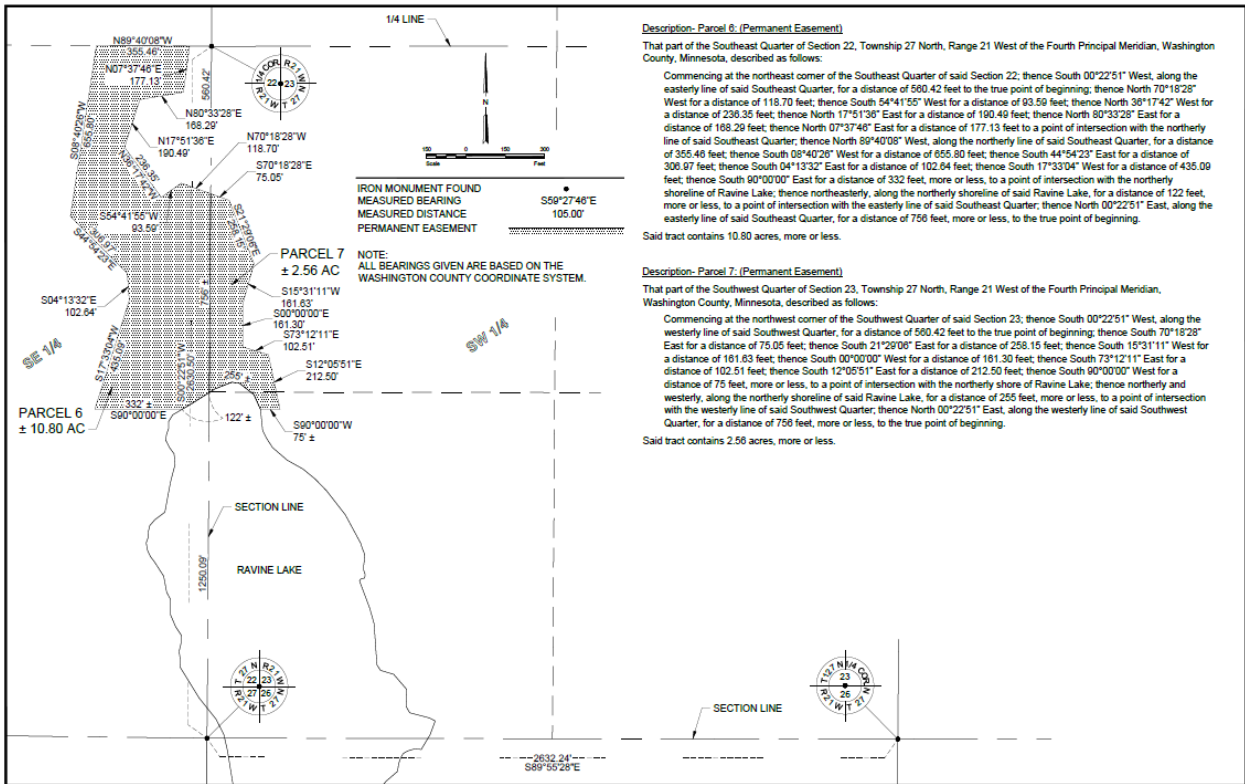 1/4 LINE
N89°40'08"W
355.46'
N07°37'46"E
177.13'
560.42'
1/4 COR
R 21 W
22 23
R 21 W
T 27 N
N80°33'28"E
168.29'
S08°40'26"W
655.80'
N17°51'36"E
190.49'
N70°18'28"W
118.70'
236.35'
N36°17'42"W
S70°18'28"E
75.05'
N
150 0 150 300
Scale Feet
IRON MONUMENT FOUND
MEASURED BEARING S59°27'46"E
MEASURED DISTANCE 105.00'
PERMANENT EASEMENT
NOTE:
ALL BEARINGS GIVEN ARE BASED ON THE
WASHINGTON COUNTY COORDINATE SYSTEM.
S54°41'55"W
93.59'
S21°29'06"E
258.15'
306.97'
S44°54'23"E
PARCEL 7
± 2.56 AC
756' ±
S15°31'11"W
161.63'
S04°13'32"E
102.64'
S00°00'00"E
161.30'
S73°12'11"E
102.51'
SE 1/4
SW 1/4
S17°33'04"W
435.09'
S00°22'51"W
2630.50'
S12°05'51"E
212.50'
255' ±
PARCEL 6
± 10.80 AC
332' ±
S90°00'00"E
122' ±
S90°00'00"W
75' ±
SECTION LINE
1250.09'
RAVINE LAKE
T 27 N R 21 W
22 23
27 26
R 21 W T 27 N
T 27 N 1/4 COR
23
26
R 21 W T 27 N
SECTION LINE
2632.24'
S89°55'28"E
Description- Parcel 6: (Permanent Easement)
That part of the Southeast Quarter of Section 22, Township 27 North, Range 21 West of the Fourth Principal Meridian, Washington
County, Minnesota, described as follows:
Commencing at the northeast corner of the Southeast Quarter of said Section 22; thence South 00°22'51" West, along the
easterly line of said Southeast Quarter, for a distance of 560.42 feet to the true point of beginning; thence North 70°18'28"
West for a distance of 118.70 feet; thence South 54°41'55" West for a distance of 93.59 feet; thence North 36°17'42" West for
a distance of 236.35 feet; thence North 17°51'36" East for a distance of 190.49 feet; thence North 80°33'28" East for a
distance of 168.29 feet; thence North 07°37'46" East for a distance of 177.13 feet to a point of intersection with the northerly
line of said Southeast Quarter; thence North 89°40'08" West, along the northerly line of said Southeast Quarter, for a distance
of 355.46 feet; thence South 08°40'26" West for a distance of 655.80 feet; thence South 44°54'23" East for a distance of
306.97 feet; thence South 04°13'32" East for a distance of 102.64 feet; thence South 17°33'04" West for distance of 435.09
feet; thence South 90°00'00" East for a distance of 332 feet, more or less, to a point of intersection with the northerly
shoreline of Ravine Lake; thence northeasterly, along the northerly shoreline of said Ravine Lake, for a distance of 122 feet,
more or less, to a point of intersection with the easterly line of said Southeast Quarter; thence North 00°22'51" East, along the
easterly line of said Southeast Quarter, for a distance of 756 feet, more or less, to the true point of beginning.
Said tract contains 10.80 acres, more or less.
Description- Parcel 7: (Permanent Easement)
That part of the Southwest Quarter of Section 23, Township 27 North, Range 21 West of the Fourth Principal Meridian,
Washington County, Minnesota, described as follows:
Commencing at the northwest corner of the Southwest Quarter of said Section 23; thence South 00°22'51" West, along the
westerly line of said Southwest Quarter, for a distance of 560.42 feet to the true point of beginning; thence South 70°18'28"
East for a distance of 75.05 feet; thence South 21°29'06" East for a distance of 258.15 feet; thence South 15°31'11" West for
a distance of 161.63 feet; thence South 00°00'00" West for a distance of 161.30 feet; thence South 73°12'11" East for a
distance of 102.51 feet; thence South 12°05'51" East for a distance of 212.50 feet; thence South 90°00'00" West for a
distance of 75 feet, more or less, to a point of intersection with the northerly shore of Ravine Lake; thence northerly and
westerly, along the northerly shoreline of said Ravine Lake, for a distance of 255 feet, more or less, to a point of intersection
with the westerly line of said Southwest Quarter; thence North 00°22'51" East, along the westerly line of said Southwest
Quarter, for a distance of 756 feet, more or less, to the true point of beginning.
Said tract contains 2.56 acres, more or less.